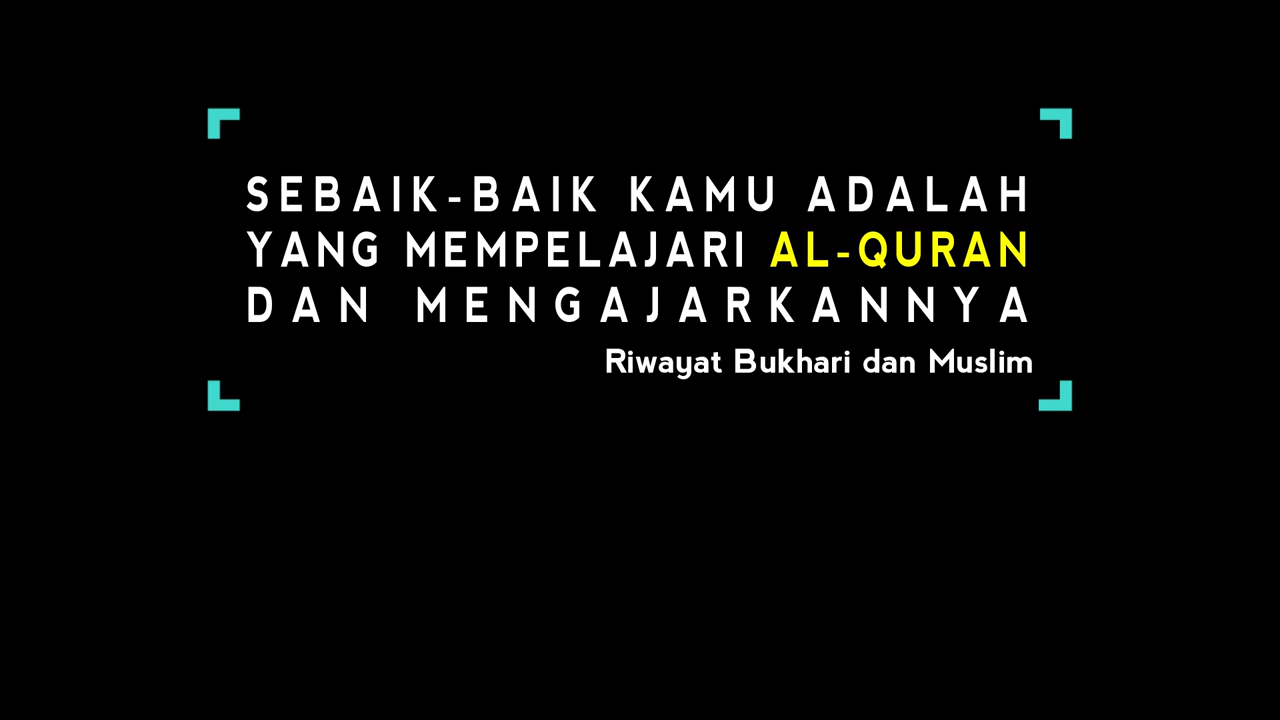 SEBAIK-BAIK KAMU ADALAH
YANG MEMPELAJARI AL-QURAN
DAN MENGAJARKANNYA
Riwayat Bukhari dan Muslim